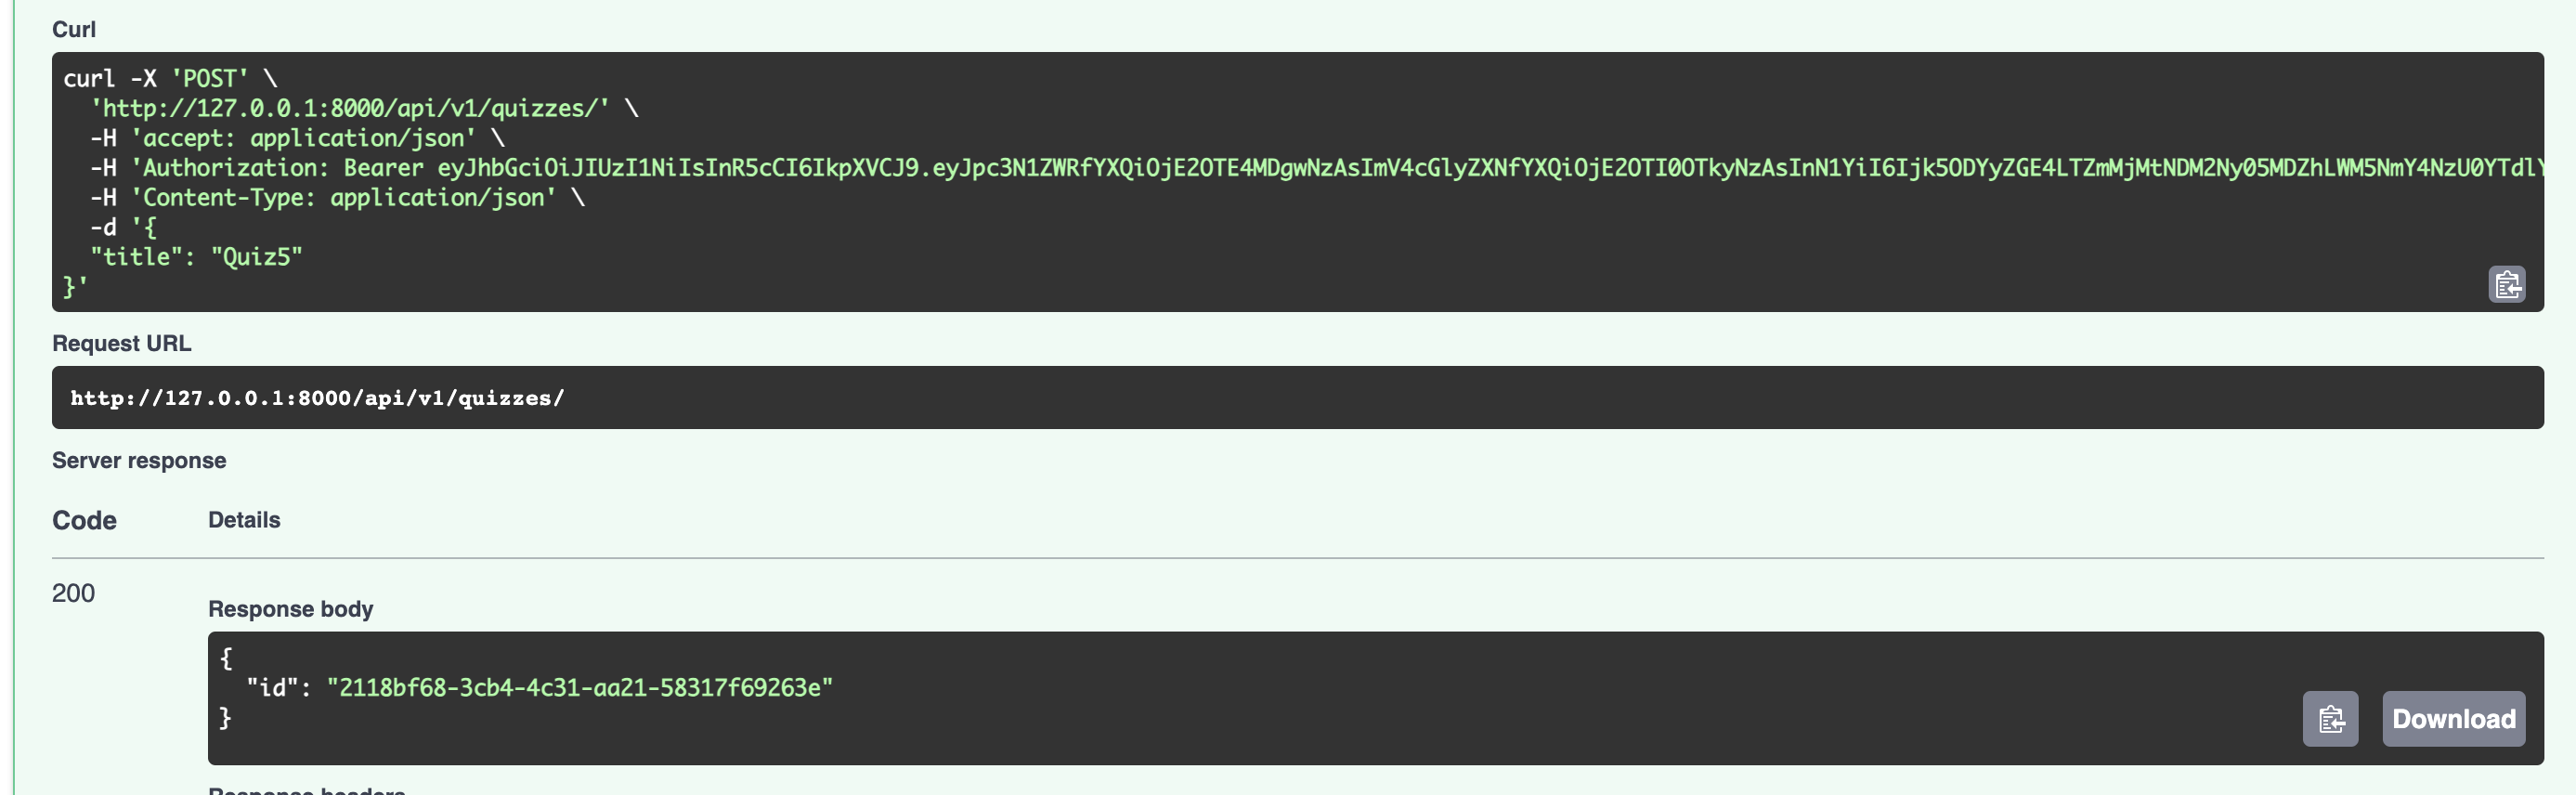 Curl
curl -X 'POST' \
'http://127.0.0.1:8000/api/v1/quizzes/' \
-H 'accept: application/json' \
-H 'Authorization: Bearer eyJhbGciOiJIUzI1NiIsInR5cCI6IkpXVCJ9.eyJpc3N1ZWRfYXQiOjE2OTE4MDgwNzAsImV4cGlyZXNfYXQiOjE2OTI0OTkyNzAsInN1YiI6Ijk5ODYyZGE4LTZmMjMtNDM2Ny05MDZhLWM5NmY4NzU0YTdlY
-H 'Content-Type: application/json' \
-d '{
"title": "Quiz5"
}'
Request URL
http://127.0.0.1:8000/api/v1/quizzes/
Server response
Code Details
200
Response body
{
"id": "2118bf68-3cb4-4c31-aa21-58317f69263e"
}
Download
Response headers